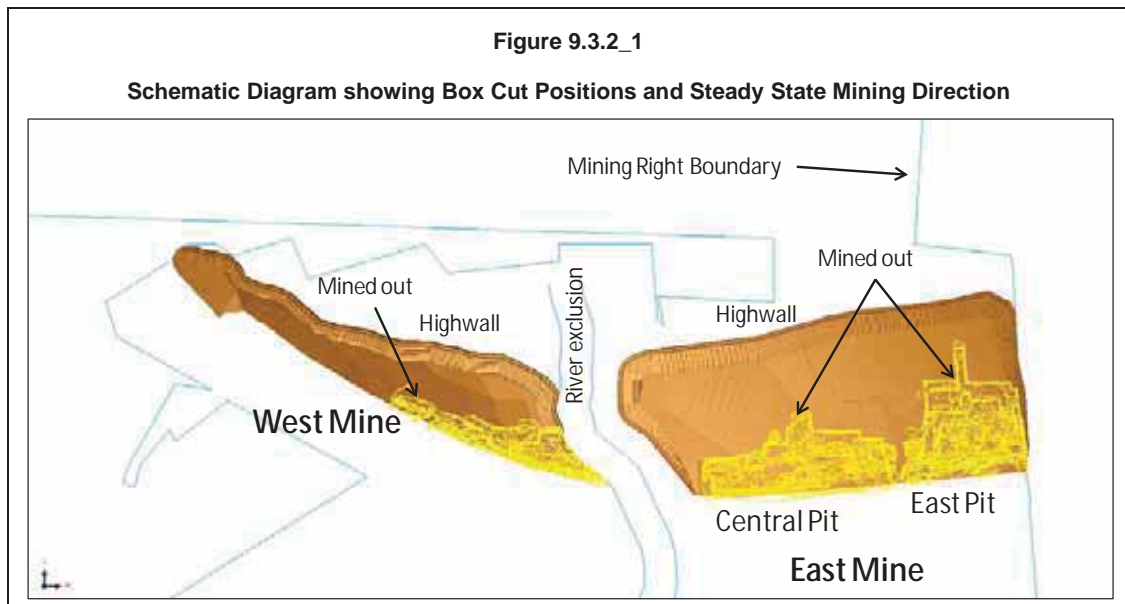 Figure 9.3.2_1
Schematic Diagram showing Box Cut Positions and Steady State Mining Direction
Mining Right Boundary
Mined out
Mined out
Highwall
River exclusion
Highwall
West Mine
Central Pit
East Pit
East Mine